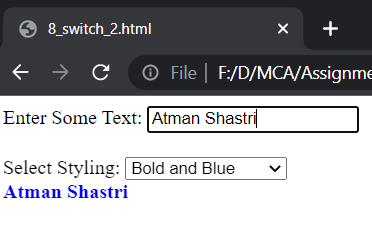 8_switch_2.html
File F:/D/MCA/Assignme
Enter Some Text: Atman Shastri
Select Styling: Bold and Blue
Atman Shastri